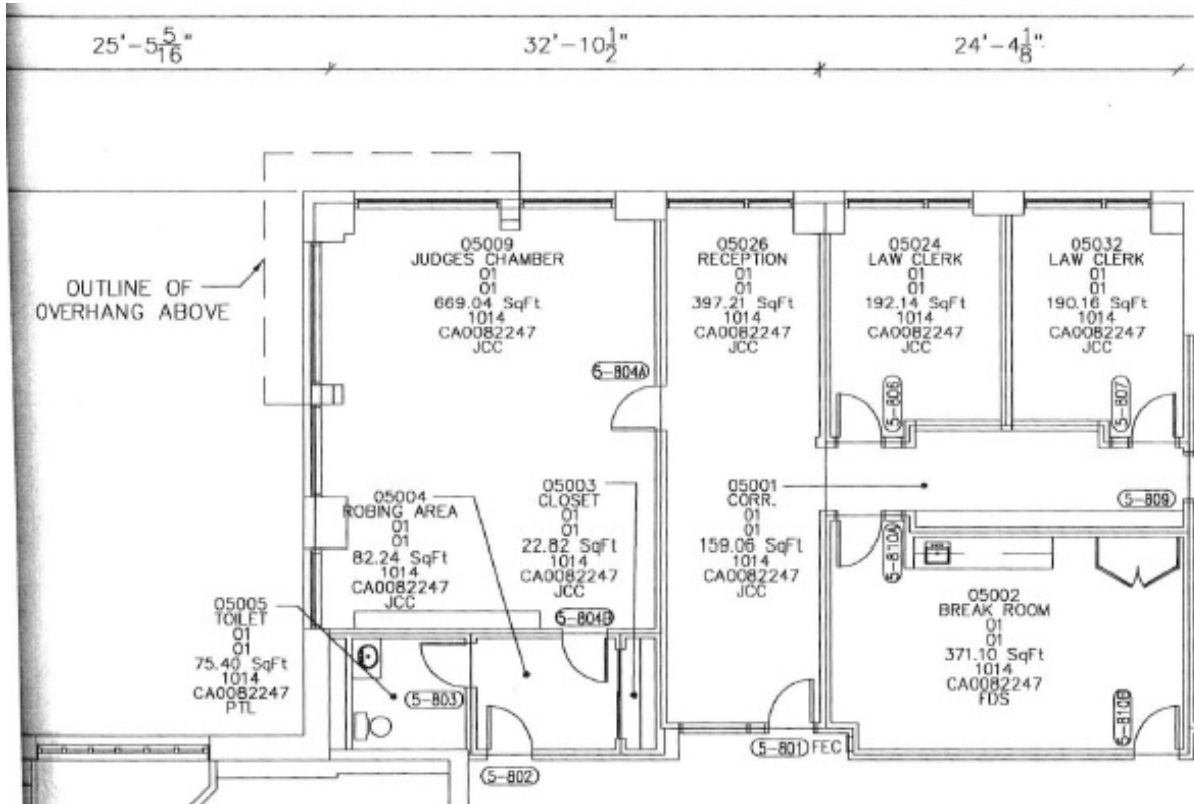 25'-5 5/16"
32'-10 1/2"
24'-4 1/8"
OUTLINE OF
OVERHANG ABOVE
05009
JUDGES CHAMBER
01
01
669.04 SqFt
1014
CA0082247
JCC
05026
RECEPTION
01
01
397.21 SqFt
1014
CA0082247
JCC
05024
LAW CLERK
01
01
192.14 SqFt
1014
CA0082247
JCC
05032
LAW CLERK
01
01
190.16 SqFt
1014
CA0082247
JCC
5-804A
5-806
5-807
05004
ROBING AREA
01
01
82.24 SqFt
1014
CA0082247
JCC
05003
CLOSET
01
01
22.82 SqFt
1014
CA0082247
JCC
05001
CORR.
01
01
159.06 SqFt
1014
CA0082247
JCC
5-809
5-810A
05005
TOILET
01
01
75.40 SqFt
1014
CA0082247
PTL
5-804B
05002
BREAK ROOM
01
01
371.10 SqFt
1014
CA0082247
FDS
5-803
5-810B
5-801 FEC
5-802